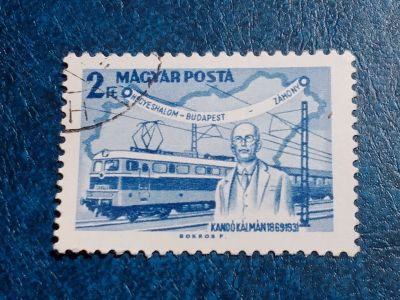 2 Ft MAGYAR POSTA
HEGYESHALOM-BUDAPEST ZÁHONY
KANDÓ KÁLMÁN 1869-1931
BOKROS F.